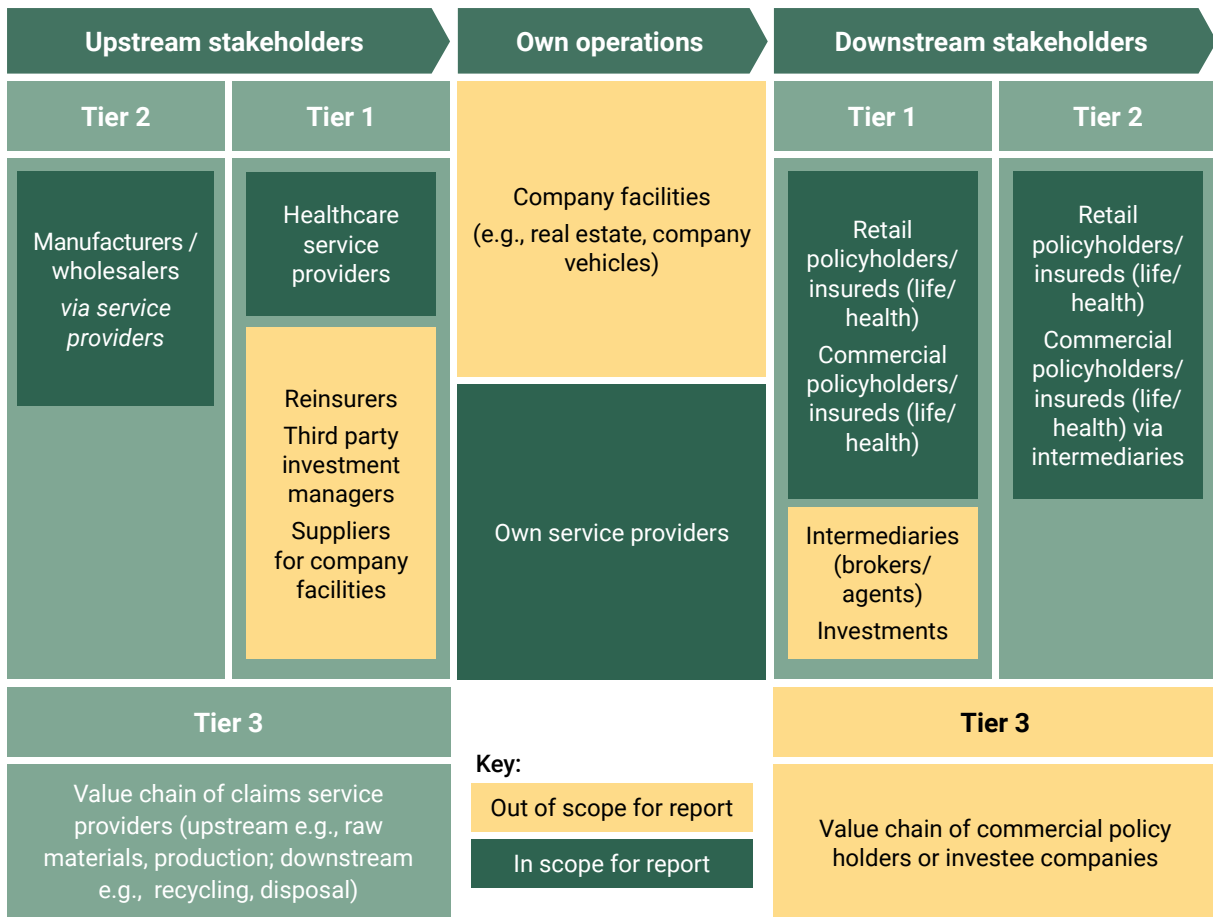 Upstream stakeholders
Own operations
Downstream stakeholders
Tier 2
Tier 1
Manufacturers /
wholesalers
via service
providers
Healthcare
service
providers
Reinsurers
Third party
investment
managers
Suppliers
for company
facilities
Company facilities
(e.g., real estate, company
vehicles)
Own service providers
Tier 1
Tier 2
Retail
policyholders/
insureds (life/
health)
Commercial
policyholders/
insureds (life/
health)
Intermediaries
(brokers/
agents)
Investments
Retail
policyholders/
insureds (life/
health)
Commercial
policyholders/
insureds (life/
health) via
intermediaries
Tier 3
Value chain of claims service
providers (upstream e.g., raw
materials, production; downstream
e.g., recycling, disposal)
Key:
Out of scope for report
In scope for report
Tier 3
Value chain of commercial policy
holders or investee companies